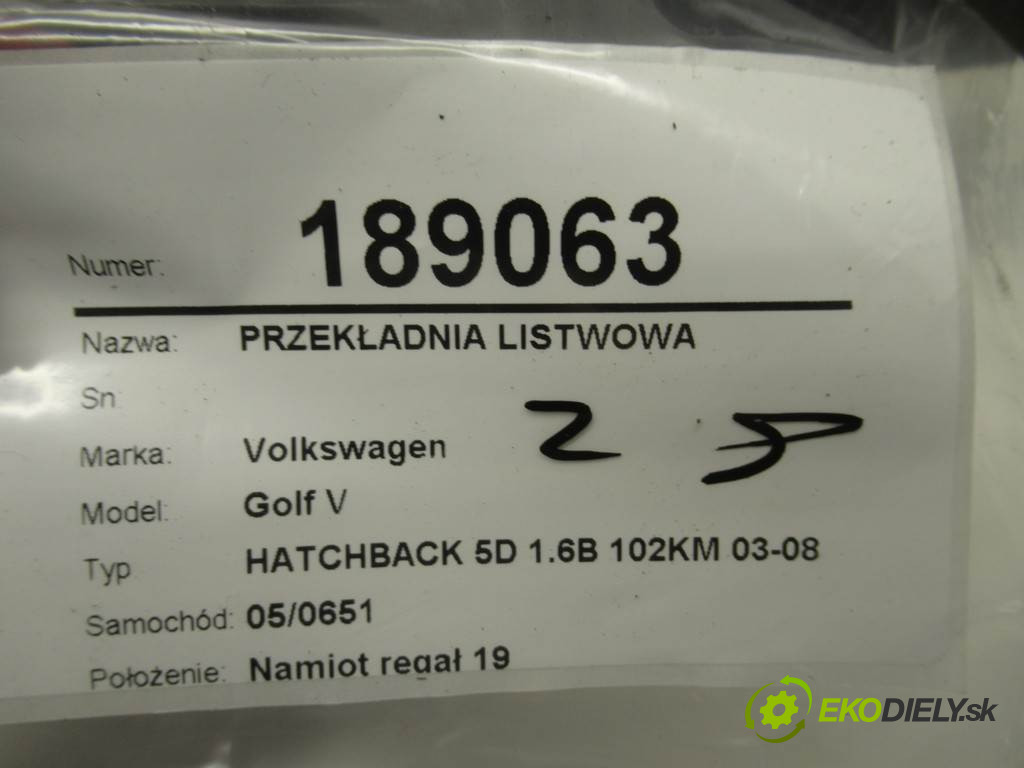 Numer: 189063
Nazwa: PRZEKŁADNIA LISTWOWA
Sn
Marka: Volkswagen
Model: Golf V
Typ HATCHBACK 5D 1.6B 102KM 03-08
Samochód: 05/0651
Położenie: Namiot regał 19
EKODIELY.sk